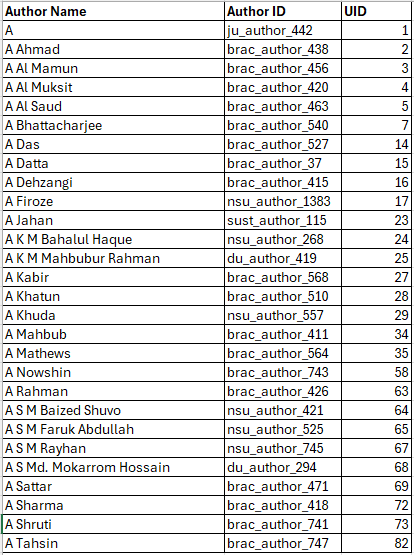 Author Name Author ID UID
A ju_author_442 1
A Ahmad brac_author_438 2
A Al Mamun brac_author_456 3
A Al Muksit brac_author_420 4
A Al Saud brac_author_463 5
A Bhattacharjee brac_author_540 7
A Das brac_author_527 14
A Datta brac_author_37 15
A Dehzangi brac_author_415 16
A Firoze nsu_author_1383 17
A Jahan sust_author_115 23
A K M Bahalul Haque nsu_author_268 24
A K M Mahbubur Rahman du_author_419 25
A Kabir brac_author_568 27
A Khatun brac_author_510 28
A Khuda nsu_author_557 29
A Mahbub brac_author_411 34
A Mathews brac_author_564 35
A Nowshin brac_author_743 58
A Rahman brac_author_426 63
A S M Baized Shuvo nsu_author_421 64
A S M Faruk Abdullah nsu_author_525 65
A S M Rayhan nsu_author_745 67
A S Md. Mokarrom Hossain du_author_294 68
A Sattar brac_author_471 69
A Sharma brac_author_418 72
A Shruti brac_author_741 73
A Tahsin brac_author_747 82